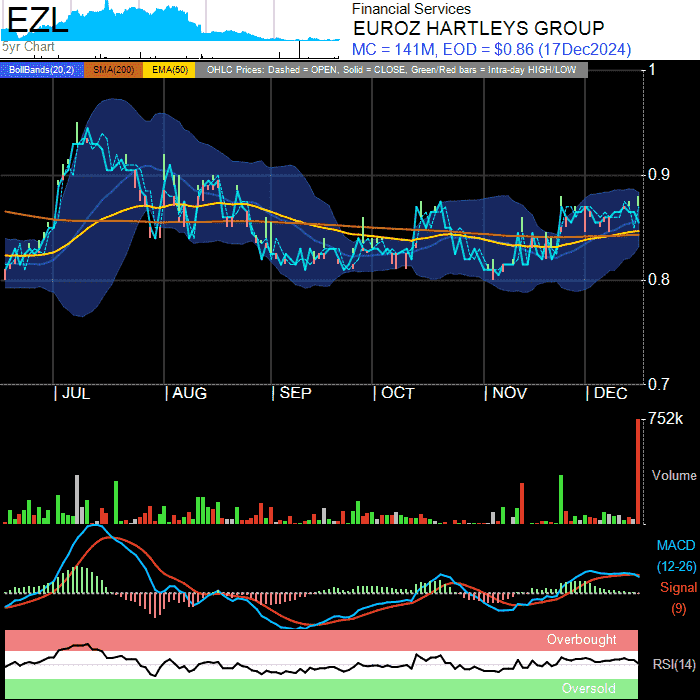 EZL
5yr Chart
Financial Services
EUROZ HARTLEYS GROUP
MC = 141M, EOD = $0.86 (17Dec2024)
BollBands(20,2) SMA(200) EMA(50) OHLC Prices: Dashed = OPEN, Solid = CLOSE, Green/Red bars = Intra-day HIGH/LOW
1
0.9
0.8
0.7
JUL AUG SEP OCT NOV DEC
752k
Volume
MACD
(12-26)
Signal
(9)
Overbought
RSI(14)
Oversold